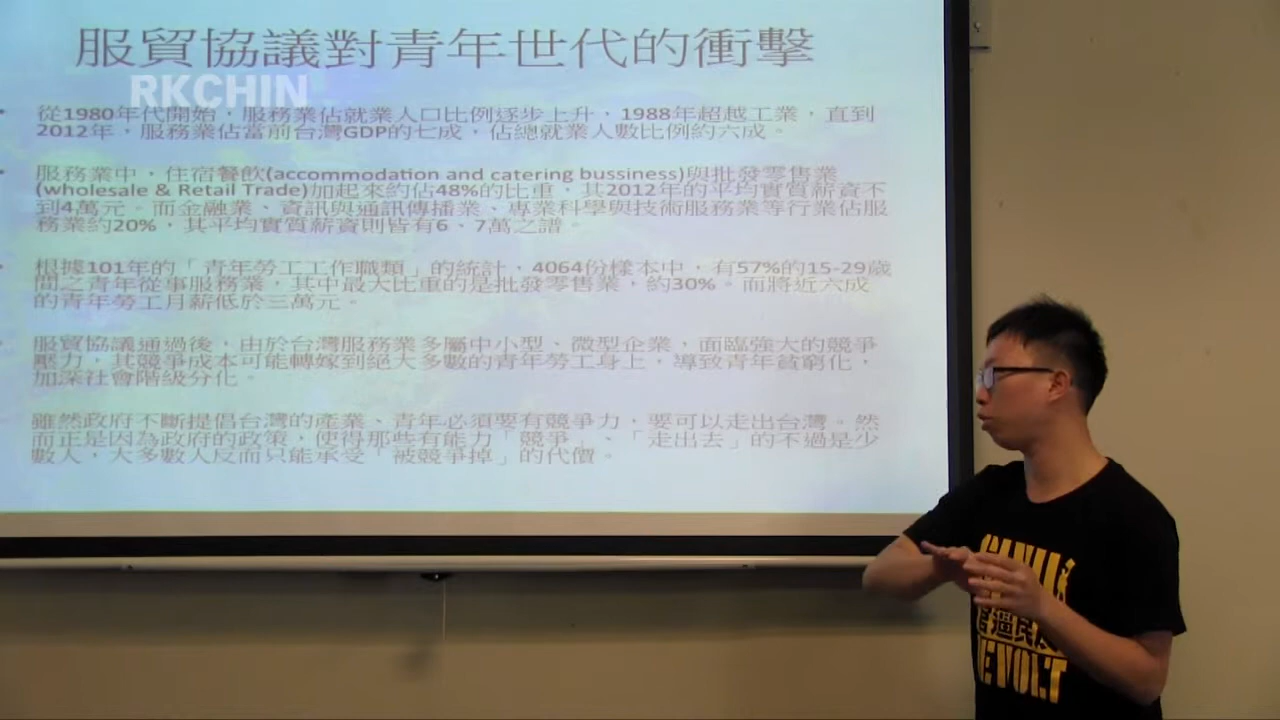 服貿協議對青年世代的衝擊
RKCHIN
從1980年代開始，服務業佔就業人口比例逐步上升，1988年超越工業，直到
2012年，服務業佔當前台灣GDP的七成，佔總就業人數比例約六成。
服務業中，住宿餐飲(accommodation and catering bussiness)與批發零售業
(wholesale & Retail Trade)加起來約佔48%的比重，其2012年的平均實質薪資不
到4萬元。而金融業、資訊與通訊傳播業、專業科學與技術服務業等行業佔服
務業約20%，其平均實質薪資則皆有6、7萬之譜。
根據101年的「青年勞工工作職類」的統計，4064份樣本中，有57%的15-29歲
間之青年從事服務業，其中最大比重的是批發零售業，約30%。而將近六成
的青年勞工月薪低於三萬元。
服貿協議通過後，由於台灣服務業多屬中小型、微型企業，面臨強大的競爭
壓力，其競爭成本可能轉嫁到絕大多數的青年勞工身上，導致青年貧窮化，
加深社會階級分化。
雖然政府不斷提倡台灣的產業、青年必須要有競爭力，要可以走出台灣。然
而正是因為政府的政策，使得那些有能力「競爭」、「走出去」的不過是少
數人，大多數人反而只能承受「被競爭掉」的代價。